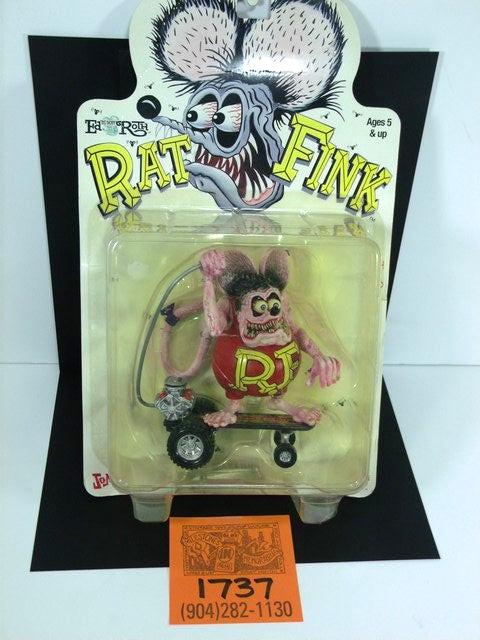 Ed Roth
Ages 5
& up
RAT FINK
RF
1737
(904)282-1130